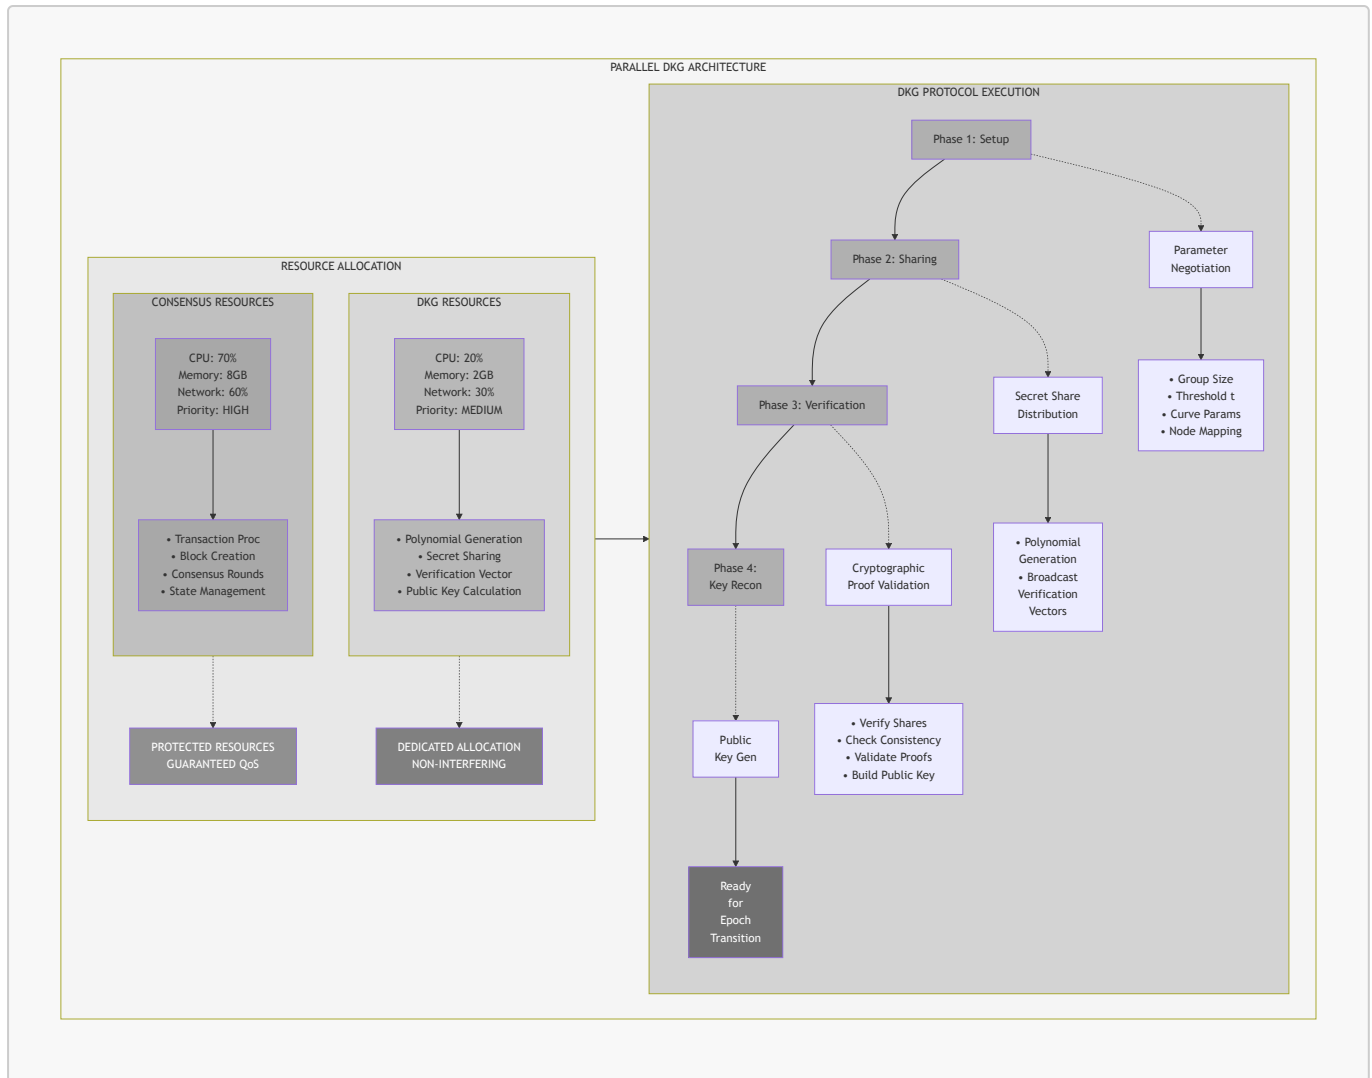 PARALLEL DKG ARCHITECTURE
RESOURCE ALLOCATION
CONSENSUS RESOURCES
CPU: 70%
Memory: 8GB
Network: 60%
Priority: HIGH
• Transaction Proc
• Block Creation
• Consensus Rounds
• State Management
PROTECTED RESOURCES
GUARANTEED QoS
DKG RESOURCES
CPU: 20%
Memory: 2GB
Network: 30%
Priority: MEDIUM
• Polynomial Generation
• Secret Sharing
• Verification Vector
• Public Key Calculation
DEDICATED ALLOCATION
NON-INTERFERING
DKG PROTOCOL EXECUTION
Phase 1: Setup
Parameter
Negotiation
• Group Size
• Threshold t
• Curve Params
• Node Mapping
Phase 2: Sharing
Secret Share
Distribution
• Polynomial
Generation
• Broadcast
Verification
Vectors
Phase 3: Verification
Cryptographic
Proof Validation
• Verify Shares
• Check Consistency
• Validate Proofs
• Build Public Key
Phase 4:
Key Recon
Public
Key Gen
Ready
for
Epoch
Transition